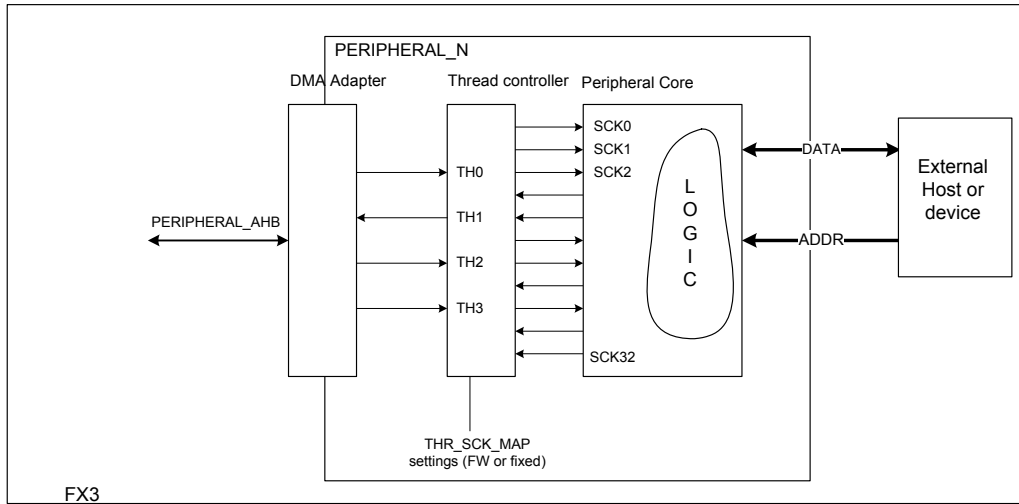 PERIPHERAL_N
DMA Adapter
Thread controller
Peripheral Core
SCK0
SCK1
SCK2
TH0
TH1
TH2
TH3
SCK32
LOGIC
PERIPHERAL_AHB
DATA
ADDR
External
Host or
device
THR_SCK_MAP
settings (FW or fixed)
FX3